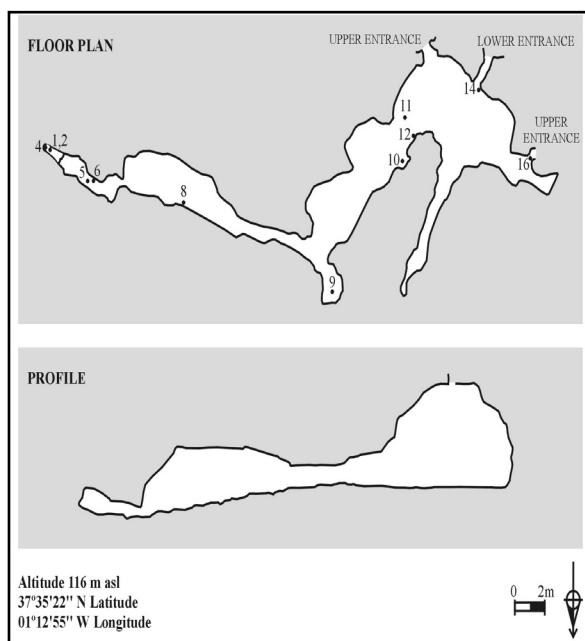 FLOOR PLAN
UPPER ENTRANCE
LOWER ENTRANCE
14
11
UPPER
ENTRANCE
12
4
1,2
16
10
5
6
8
9
PROFILE
Altitude 116 m asl
37º35'22" N Latitude
01º12'55" W Longitude
0 2m